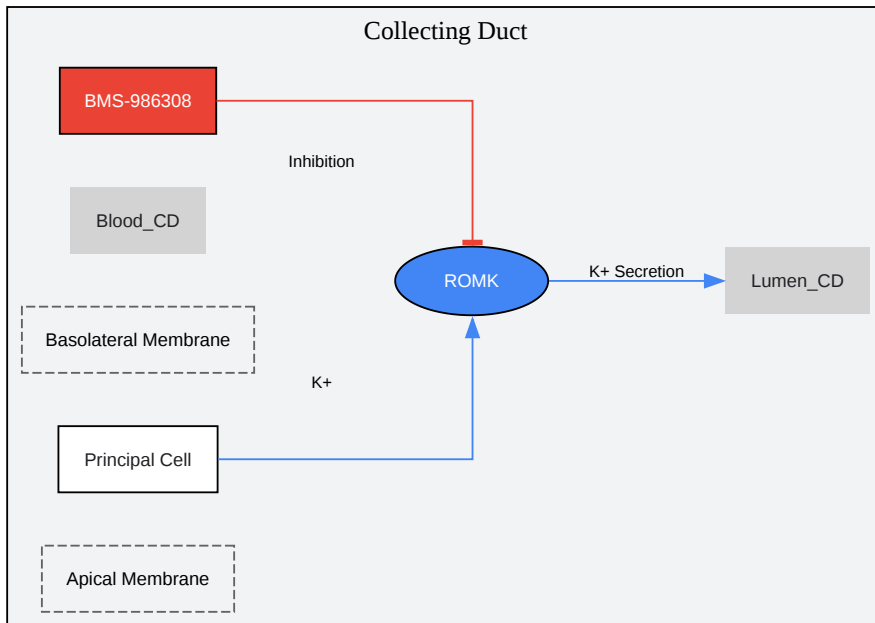 Collecting Duct
BMS-986308
Inhibition
Blood_CD
ROMK
K+ Secretion
Lumen_CD
Basolateral Membrane
K+
Principal Cell
Apical Membrane